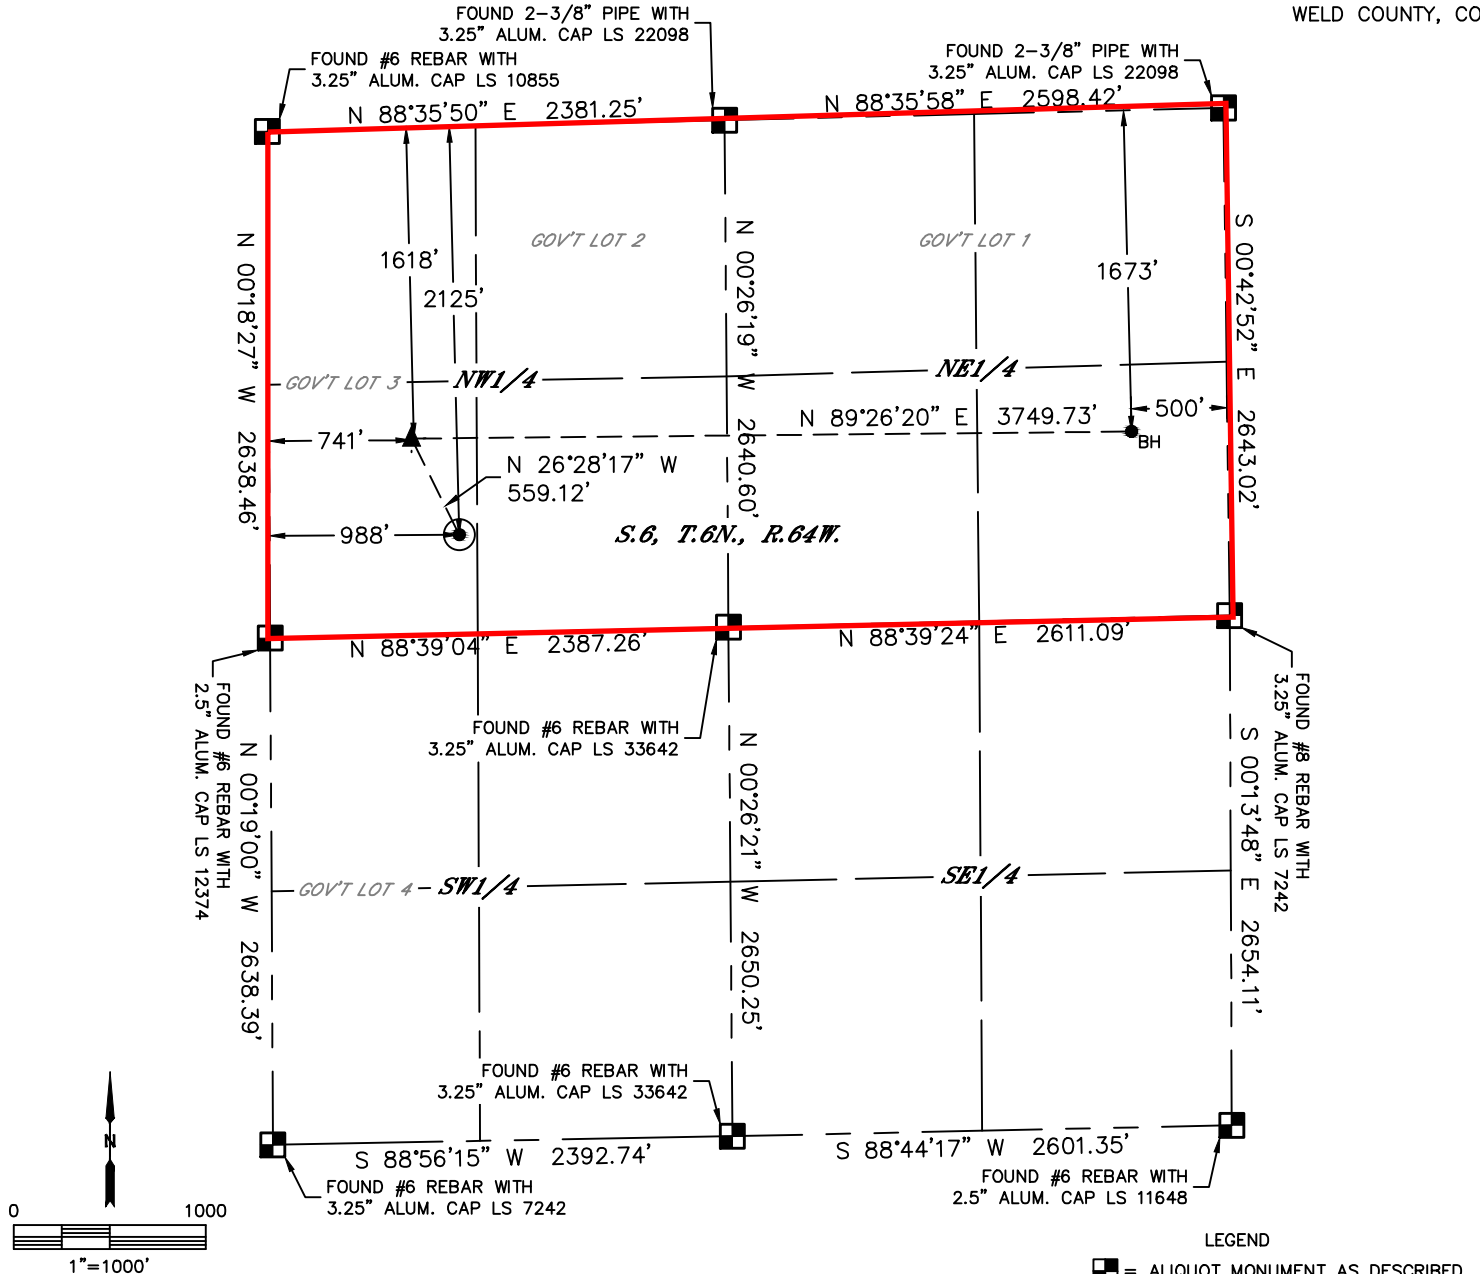 WELD COUNTY, CO
FOUND 2-3/8" PIPE WITH
3.25" ALUM. CAP LS 22098
FOUND #6 REBAR WITH
3.25" ALUM. CAP LS 10855
FOUND 2-3/8" PIPE WITH
3.25" ALUM. CAP LS 22098
N 88°35'50" E 2381.25'
N 88°35'58" E 2598.42'
N 00°18'27" W 2638.46'
N 00°26'19" W 2640.60'
S 00°42'52" E 2643.02'
GOV'T LOT 2
GOV'T LOT 1
1618'
2125'
1673'
GOV'T LOT 3
NW1/4
NE1/4
N 89°26'20" E 3749.73'
500'
BH
741'
N 26°28'17" W
559.12'
988'
S.6, T.6N., R.64W.
N 88°39'04" E 2387.26'
N 88°39'24" E 2611.09'
FOUND #6 REBAR WITH
2.5" ALUM. CAP LS 12374
FOUND #6 REBAR WITH
3.25" ALUM. CAP LS 33642
FOUND #8 REBAR WITH
3.25" ALUM. CAP LS 7242
N 00°19'00" W 2638.39'
N 00°26'21" W 2650.25'
S 00°13'48" E 2654.11'
GOV'T LOT 4
SW1/4
SE1/4
FOUND #6 REBAR WITH
3.25" ALUM. CAP LS 33642
N
S 88°56'15" W 2392.74'
S 88°44'17" W 2601.35'
FOUND #6 REBAR WITH
3.25" ALUM. CAP LS 7242
FOUND #6 REBAR WITH
2.5" ALUM. CAP LS 11648
0 1000
1"=1000'
LEGEND
= ALIQUOT MONUMENT AS DESCRIBED